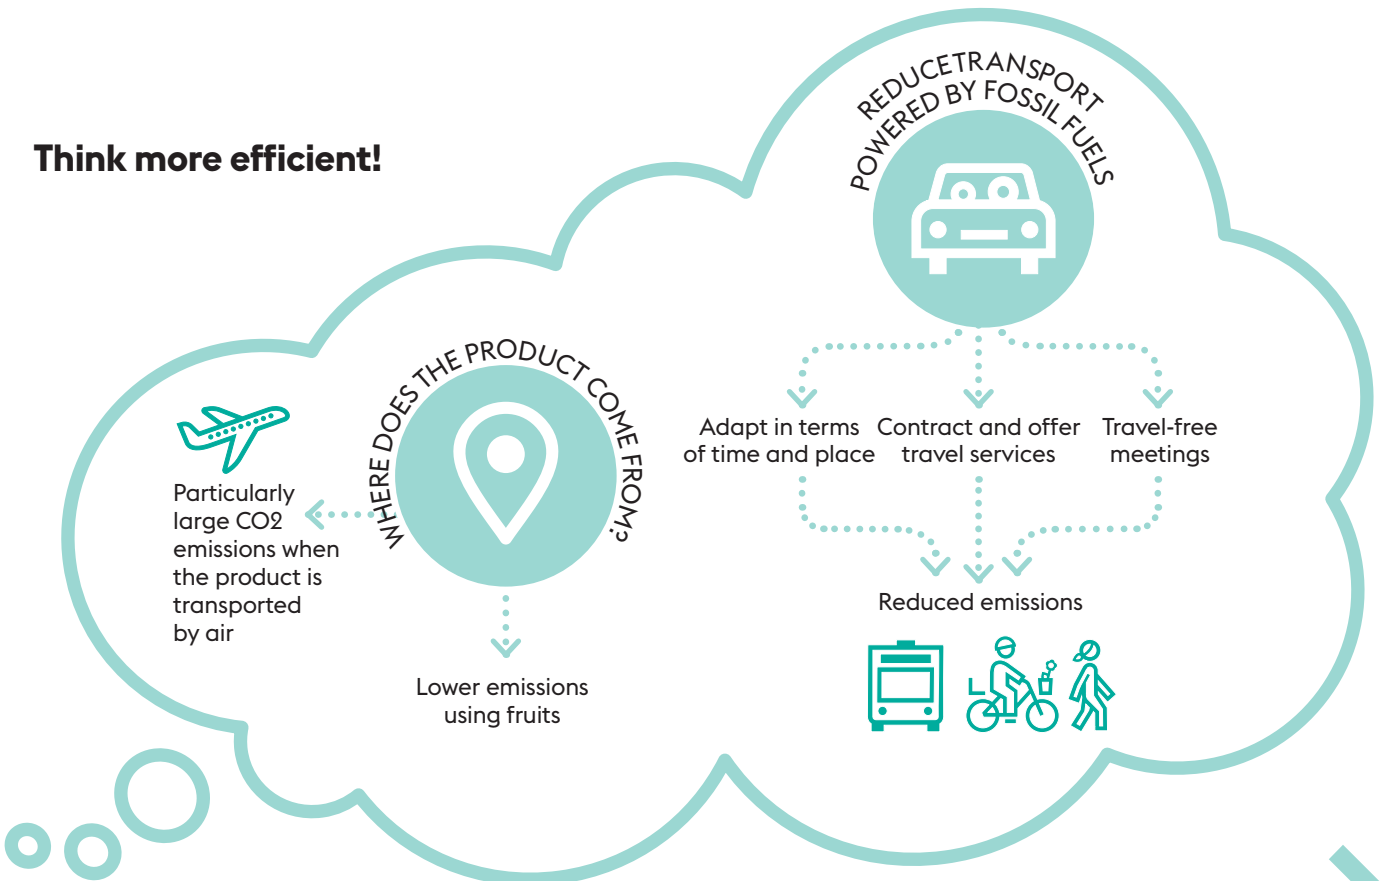 Think more efficient!
REDUCETRANSPORT
POWERED BY FOSSIL FUELS
WHERE DOES THE PRODUCT COME FROM?
Particularly
large CO2
emissions when
the product is
transported
by air
Lower emissions
using fruits
Adapt in terms
of time and place
Contract and offer
travel services
Travel-free
meetings
Reduced emissions